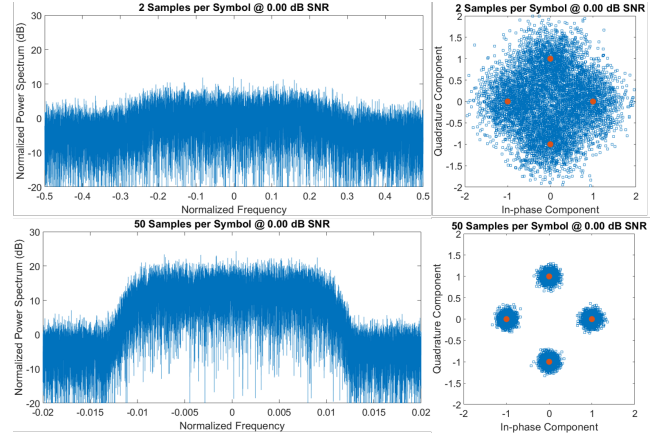 2 Samples per Symbol @ 0.00 dB SNR
Normalized Power Spectrum (dB)
30
20
10
0
-10
-20
-0.5 -0.4 -0.3 -0.2 -0.1 0 0.1 0.2 0.3 0.4 0.5
Normalized Frequency
2 Samples per Symbol @ 0.00 dB SNR
Quadrature Component
2
1.5
1
0.5
0
-0.5
-1
-1.5
-2
-2 -1 0 1 2
In-phase Component
50 Samples per Symbol @ 0.00 dB SNR
Normalized Power Spectrum (dB)
30
20
10
0
-10
-20
-0.02 -0.015 -0.01 -0.005 0 0.005 0.01 0.015 0.02
Normalized Frequency
50 Samples per Symbol @ 0.00 dB SNR
Quadrature Component
2
1.5
1
0.5
0
-0.5
-1
-1.5
-2
-2 -1 0 1 2
In-phase Component